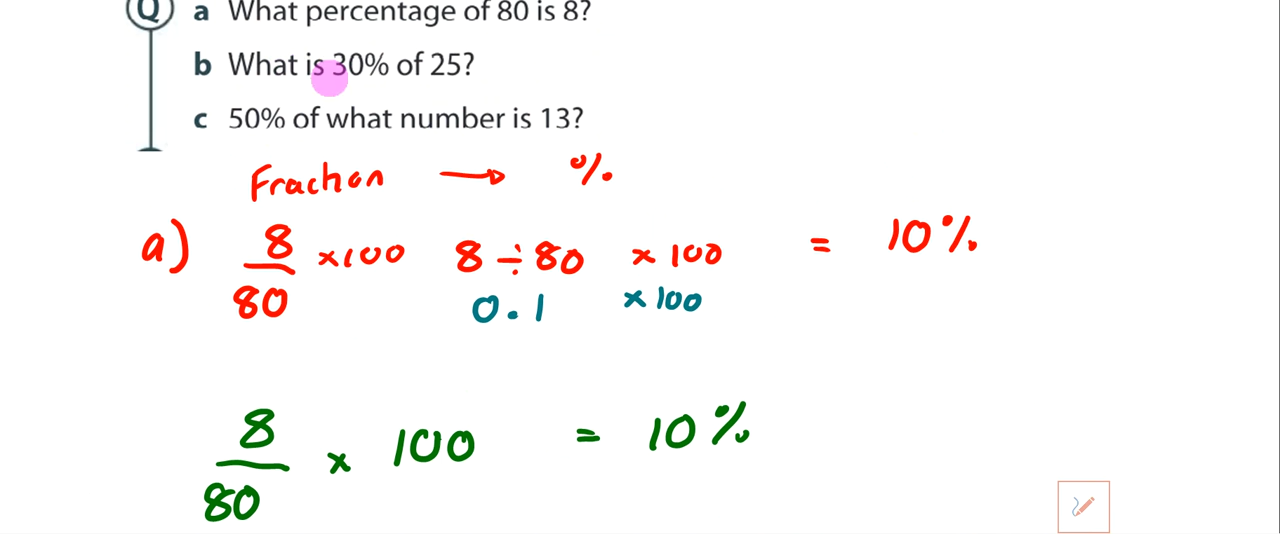 Q a What percentage of 80 is 8?
b What is 30% of 25?
c 50% of what number is 13?
Fraction → %
a) 8/80 ×100 8 ÷ 80 × 100 = 10%
0.1 × 100
8/80 × 100 = 10%